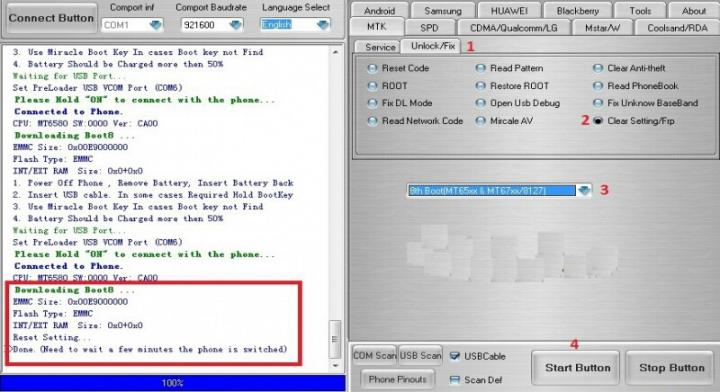 Connect Button
Comport inf
COM1
Comport Baudrate
921600
Language Select
English
3. Use Miracle Boot Key In cases Boot key not Find
4. Battery Should be Charged more then 50%
Waiting for USB Port...
Set PreLoader USB VCOM Port (COM6)
Please Hold "ON" to connect with the phone...
Connected to Phone.
CPU: MT6580 SW:0000 Ver: CA00
Downloading Boot8 ...
EMMC Size: 0x00E9000000
Flash Type: EMMC
INT/EXT RAM Size: 0x0+0x0
1. Power Off Phone , Remove Battery, Insert Battery Back
2. Insert USB cable. In some cases Required Hold BootKey
3. Use Miracle Boot Key In cases Boot key not Find
4. Battery Should be Charged more then 50%
Waiting for USB Port...
Set PreLoader USB VCOM Port (COM6)
Please Hold "ON" to connect with the phone...
Connected to Phone.
CPU: MT6580 SW:0000 Ver: CA00
Downloading Boot8 ...
EMMC Size: 0x00E9000000
Flash Type: EMMC
INT/EXT RAM Size: 0x0+0x0
Reset Setting...
>Done.(Need to wait a few minutes the phone is switched)
100%
Android Samsung HUAWEI Blackberry Tools About
MTK SPD CDMA/Qualcomm/LG Mstar/W Coolsand/RDA
Service Unlock/Fix 1
Reset Code Read Pattern Clear Anti-theft
ROOT Restore ROOT Read PhoneBook
Fix DL Mode Open Usb Debug Fix Unknow BaseBand
Read Network Code Mircale AV 2 Clear Setting/Frp
8th Boot(MT65xx & MT67xx/8127) 3
4
COM Scan USB Scan USBCable
Start Button Stop Button
Phone Pinouts Scan Def